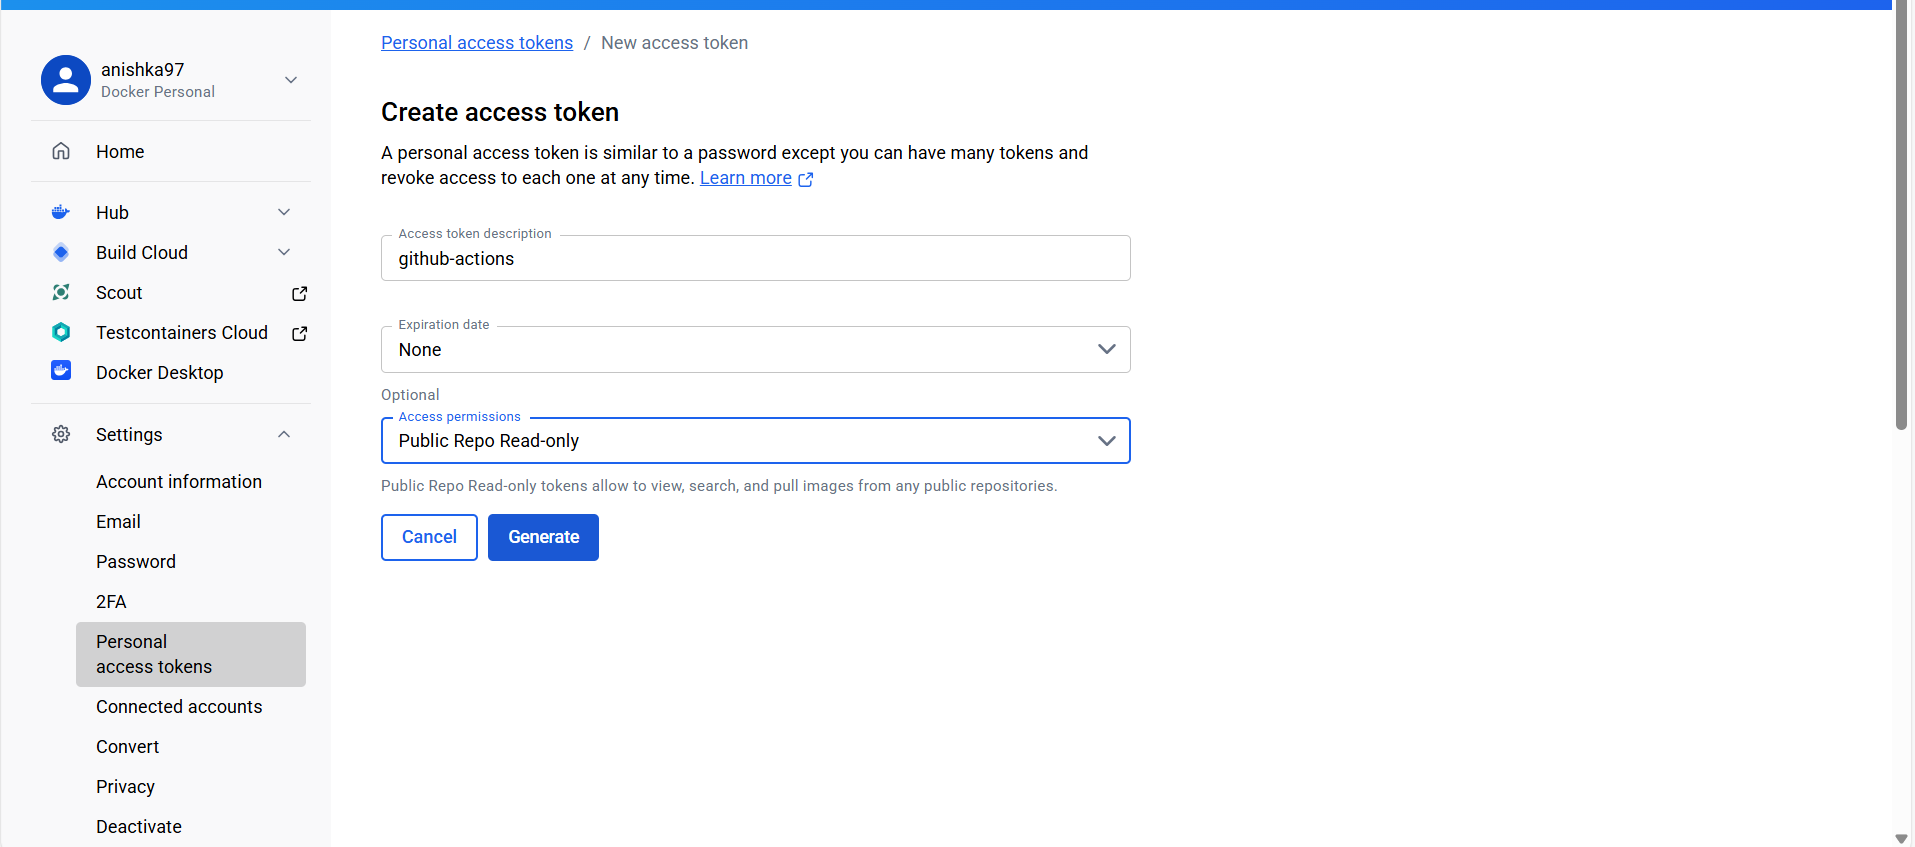 anishka97
Docker Personal
Home
Hub
Build Cloud
Scout
Testcontainers Cloud
Docker Desktop
Settings
Account information
Email
Password
2FA
Personal
access tokens
Connected accounts
Convert
Privacy
Deactivate
Personal access tokens / New access token
Create access token
A personal access token is similar to a password except you can have many tokens and
revoke access to each one at any time. Learn more
Access token description
github-actions
Expiration date
None
Optional
Access permissions
Public Repo Read-only
Public Repo Read-only tokens allow to view, search, and pull images from any public repositories.
Cancel
Generate